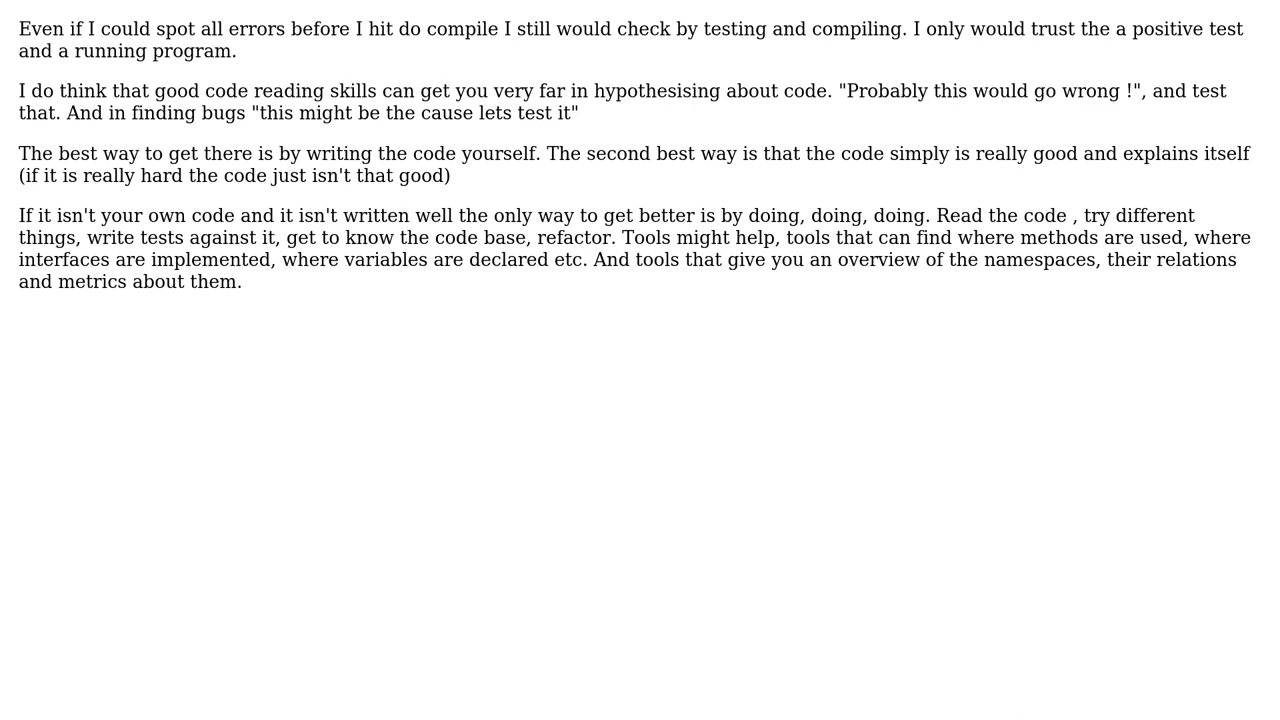 Even if I could spot all errors before I hit do compile I still would check by testing and compiling. I only would trust the a positive test
and a running program.
I do think that good code reading skills can get you very far in hypothesising about code. "Probably this would go wrong !", and test
that. And in finding bugs "this might be the cause lets test it"
The best way to get there is by writing the code yourself. The second best way is that the code simply is really good and explains itself
(if it is really hard the code just isn't that good)
If it isn't your own code and it isn't written well the only way to get better is by doing, doing, doing. Read the code , try different
things, write tests against it, get to know the code base, refactor. Tools might help, tools that can find where methods are used, where
interfaces are implemented, where variables are declared etc. And tools that give you an overview of the namespaces, their relations
and metrics about them.